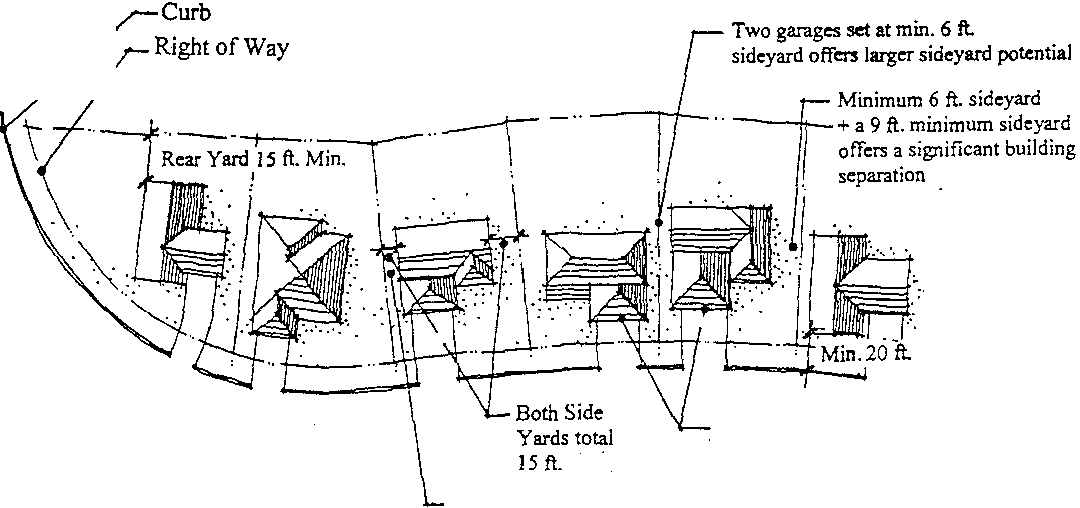 Curb
Right of Way
Two garages set at min. 6 ft.
sideyard offers larger sideyard potential
Minimum 6 ft. sideyard
+ a 9 ft. minimum sideyard
offers a significant building
separation
Rear Yard 15 ft. Min.
Min. 20 ft.
Both Side
Yards total
15 ft.